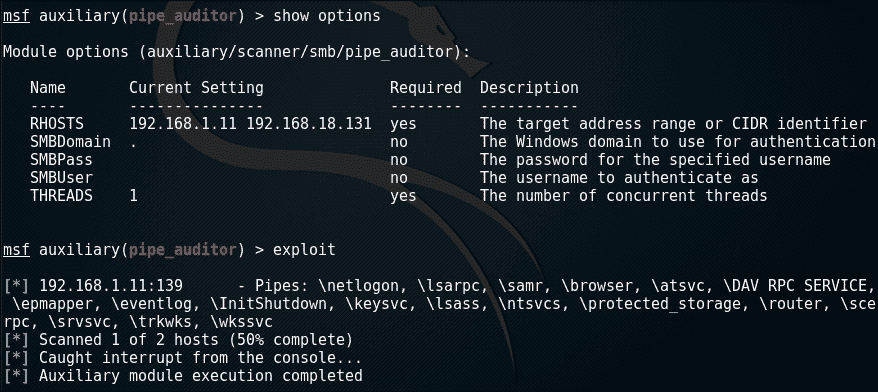 msf auxiliary(pipe_auditor) > show options
Module options (auxiliary/scanner/smb/pipe_auditor):
Name Current Setting Required Description
---- --------------- -------- -----------
RHOSTS 192.168.1.11 192.168.18.131 yes The target address range or CIDR identifier
SMBDomain . no The Windows domain to use for authentication
SMBPass no The password for the specified username
SMBUser no The username to authenticate as
THREADS 1 yes The number of concurrent threads
msf auxiliary(pipe_auditor) > exploit
[*] 192.168.1.11:139 - Pipes: \netlogon, \lsarpc, \samr, \browser, \atsvc, \DAV RPC SERVICE,
\epmapper, \eventlog, \InitShutdown, \keysvc, \lsass, \ntsvcs, \protected_storage, \router, \sce
rpc, \srvsvc, \trkwks, \wkssvc
[*] Scanned 1 of 2 hosts (50% complete)
[*] Caught interrupt from the console...
[*] Auxiliary module execution completed